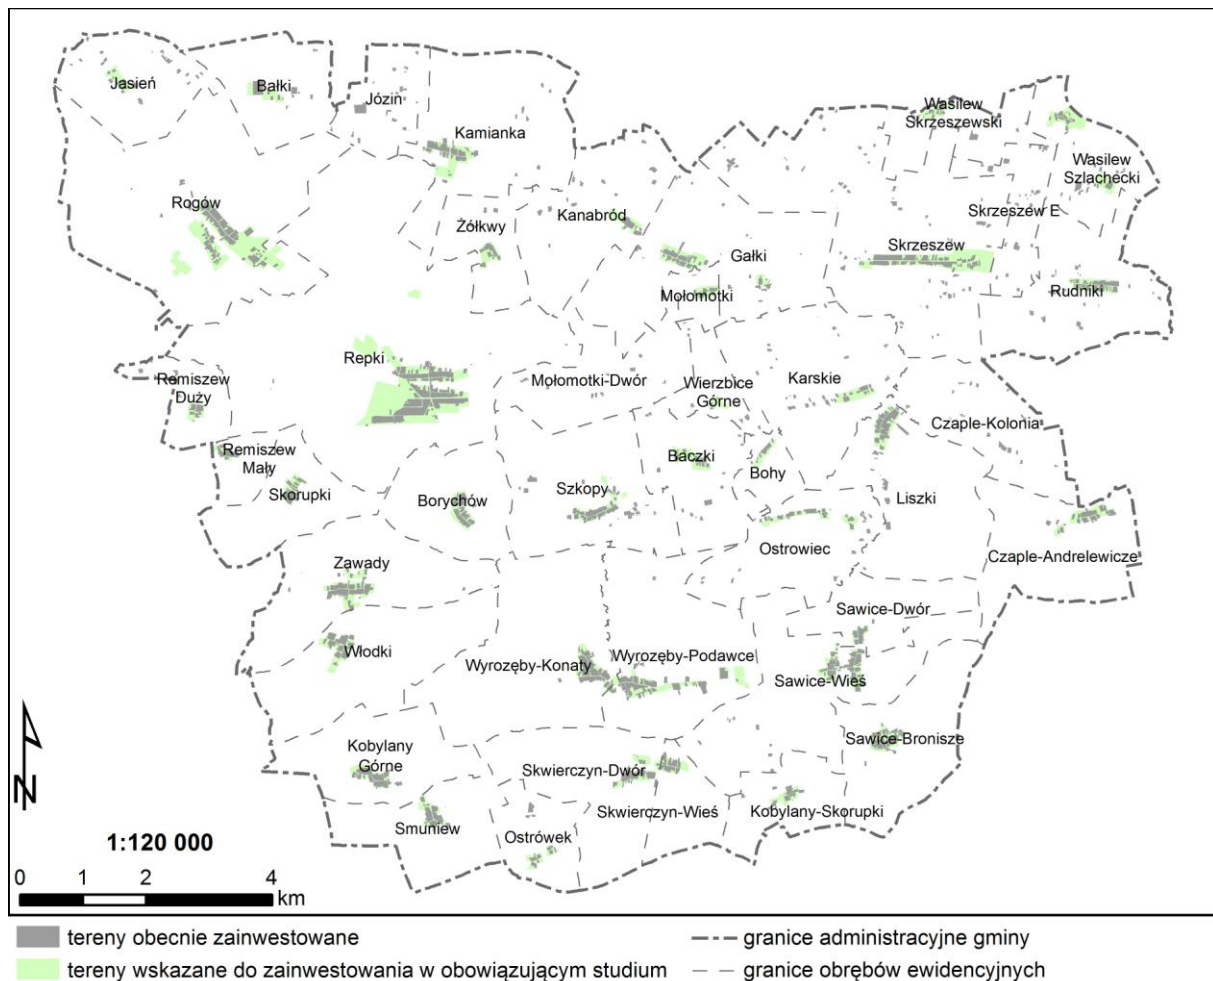 Jasień
Bałki
Józin
Kamianka
Wasilew
Skrzeszewski
Wasilew
Szlachecki
Rogów
Żółkwy
Kanabród
Skrzeszew E
Skrzeszew
Gałki
Mołomotki
Rudniki
Repki
Remiszew
Duży
Mołomotki-Dwór
Wierzbice
Górne
Karskie
Czaple-Kolonia
Remiszew
Mały
Skorupki
Borychów
Szkopy
Baczki
Bohy
Liszki
Ostrowiec
Czaple-Andrelewicze
Zawady
Sawice-Dwór
Włodki
Wyrozęby-Konaty
Wyrozęby-Podawce
Sawice-Wieś
Sawice-Bronisze
Kobylany
Górne
Skwierczyn-Dwór
Skwierczyn-Wieś
Kobylany-Skorupki
Smuniew
Ostrówek
N
1:120 000
0 1 2 4
km
tereny obecnie zainwestowane
tereny wskazane do zainwestowania w obowiązującym studium
granice administracyjne gminy
granice obrębów ewidencyjnych